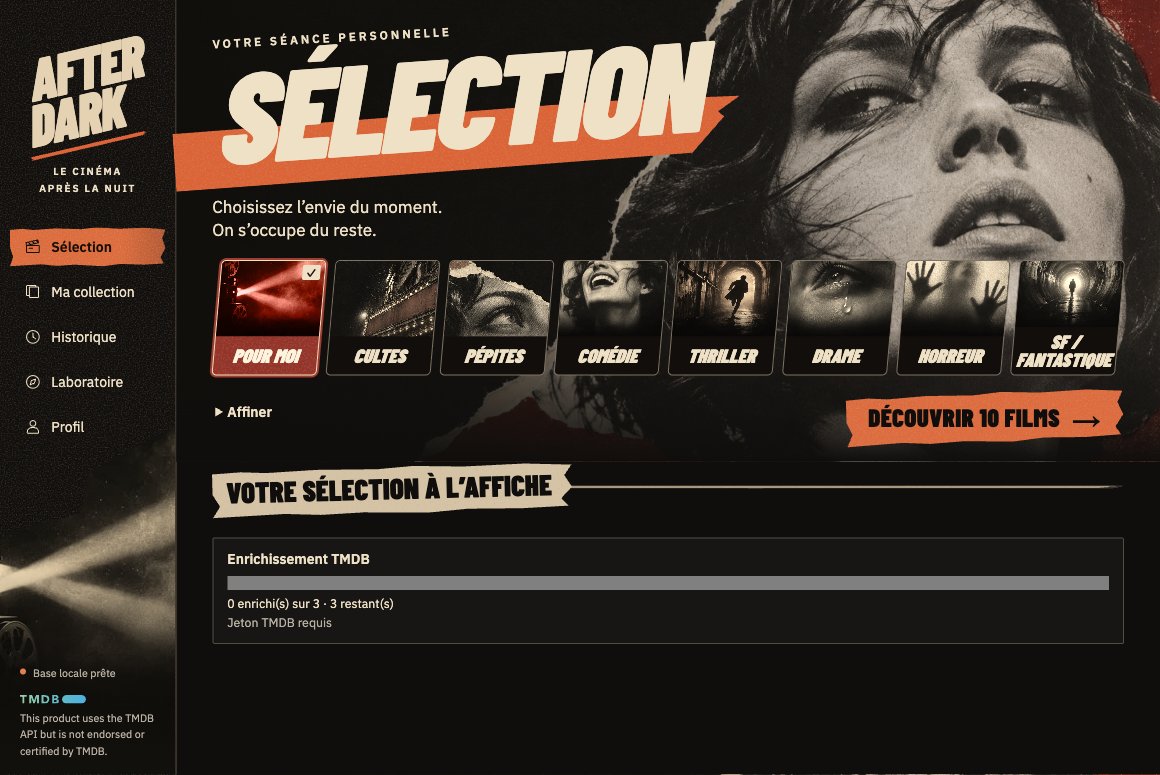 AFTER
DARK
LE CINÉMA
APRÈS LA NUIT
Sélection
Ma collection
Historique
Laboratoire
Profil
Base locale prête
TMDB
This product uses the TMDB
API but is not endorsed or
certified by TMDB.
VOTRE SÉANCE PERSONNELLE
SÉLECTION
Choisissez l’envie du moment.
On s’occupe du reste.
POUR MOI
CULTES
PÉPITES
COMÉDIE
THRILLER
DRAME
HORREUR
SF /
FANTASTIQUE
Affiner
DÉCOUVRIR 10 FILMS →
VOTRE SÉLECTION À L’AFFICHE
Enrichissement TMDB
0 enrichi(s) sur 3 · 3 restant(s)
Jeton TMDB requis